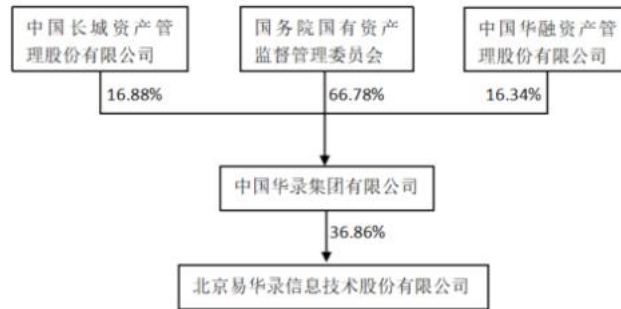 中国长城资产管
理股份有限公司
国务院国有资产
监督管理委员会
中国华融资产管
理股份有限公司
16.88%
66.78%
16.34%
中国华录集团有限公司
36.86%
北京易华录信息技术股份有限公司